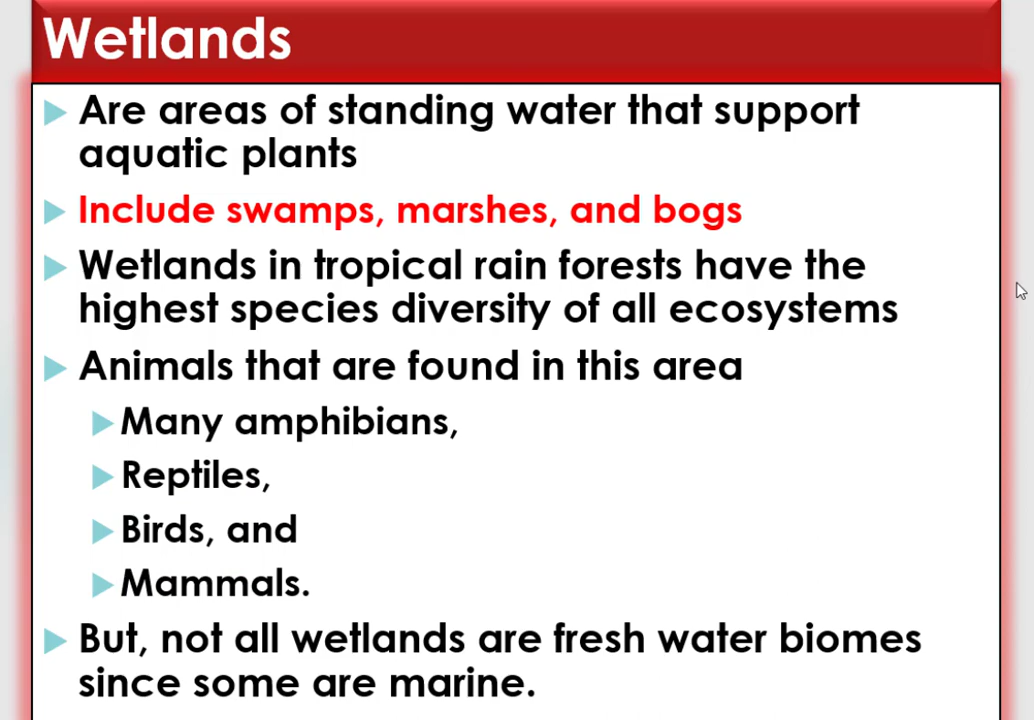 Wetlands
Are areas of standing water that support
aquatic plants
Include swamps, marshes, and bogs
Wetlands in tropical rain forests have the
highest species diversity of all ecosystems
Animals that are found in this area
Many amphibians,
Reptiles,
Birds, and
Mammals.
But, not all wetlands are fresh water biomes
since some are marine.